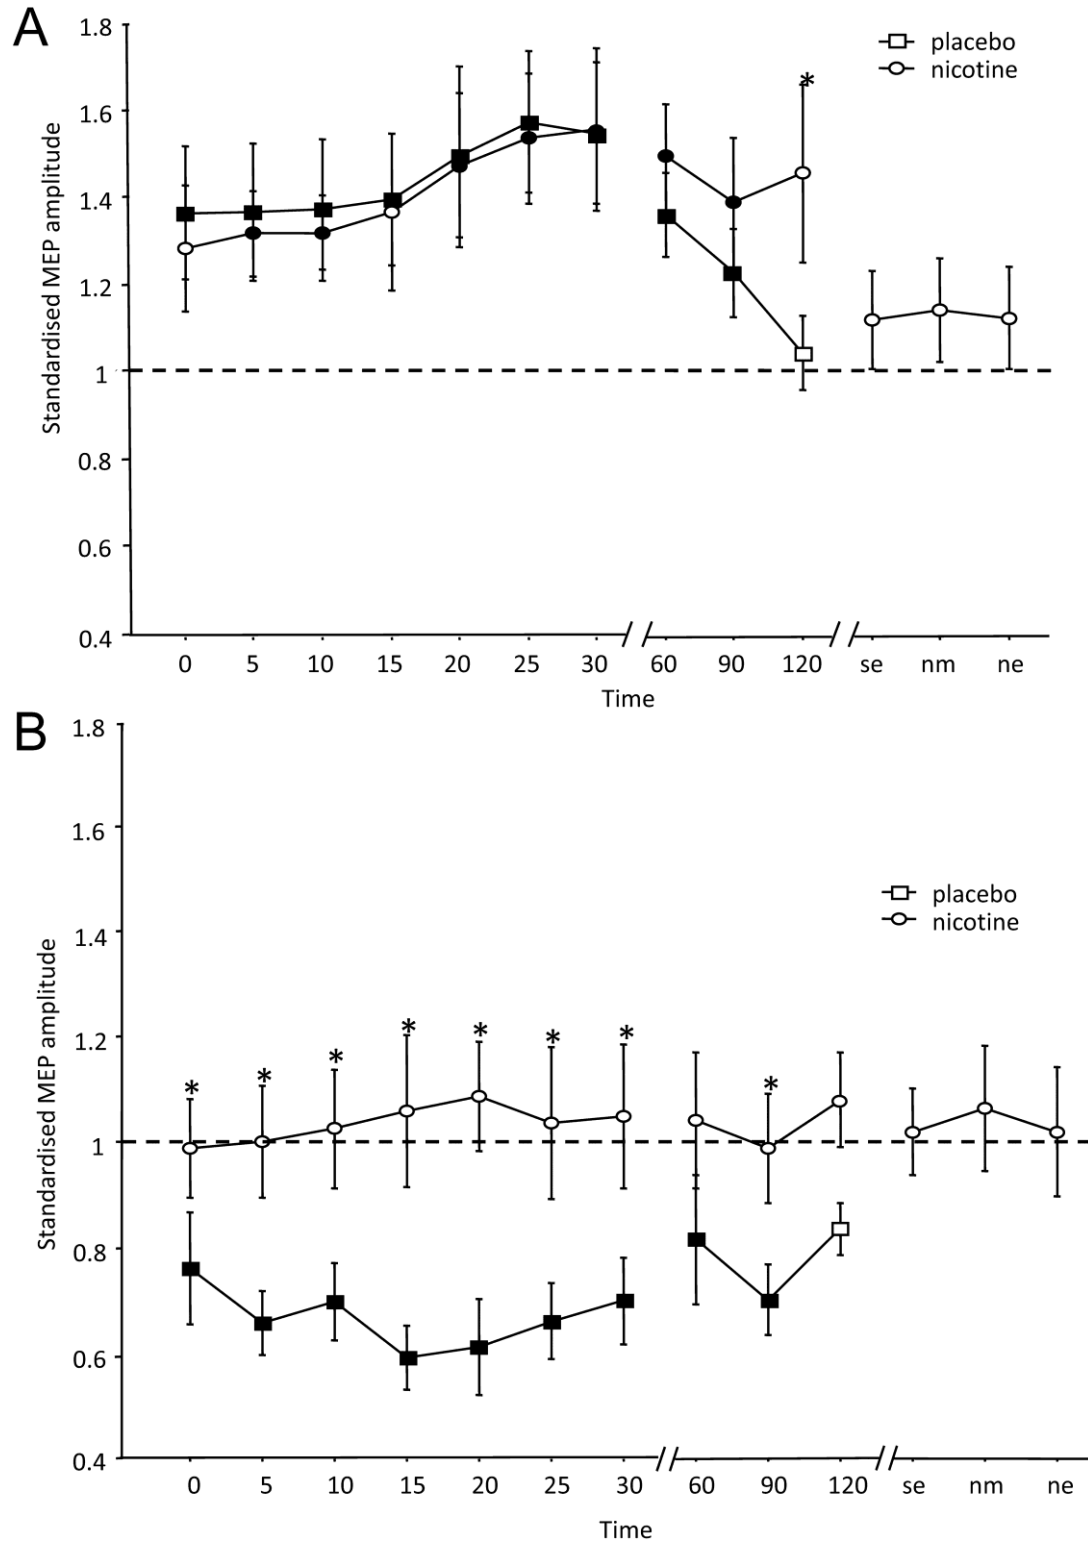 A
1.8
placebo
nicotine
*
1.6
1.4
1.2
1
0.8
0.6
0.4
Standardised MEP amplitude
0 5 10 15 20 25 30 60 90 120 se nm ne
Time
B
1.8
1.6
placebo
nicotine
1.4
1.2
* * * * * * * *
1
0.8
0.6
0.4
Standardised MEP amplitude
0 5 10 15 20 25 30 60 90 120 se nm ne
Time